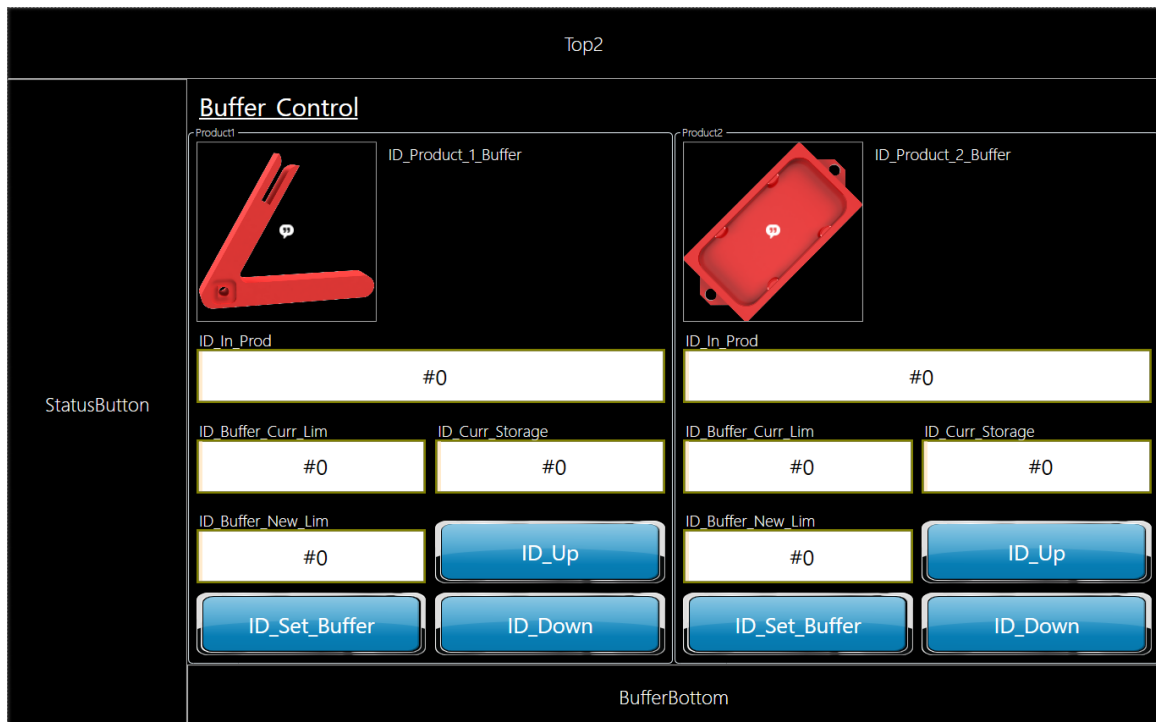 Top2
StatusButton
Buffer Control
Product1
ID_Product_1_Buffer
ID_In_Prod
#0
ID_Buffer_Curr_Lim
ID_Curr_Storage
#0
#0
ID_Buffer_New_Lim
#0
ID_Up
ID_Set_Buffer
ID_Down
Product2
ID_Product_2_Buffer
ID_In_Prod
#0
ID_Buffer_Curr_Lim
ID_Curr_Storage
#0
#0
ID_Buffer_New_Lim
#0
ID_Up
ID_Set_Buffer
ID_Down
BufferBottom